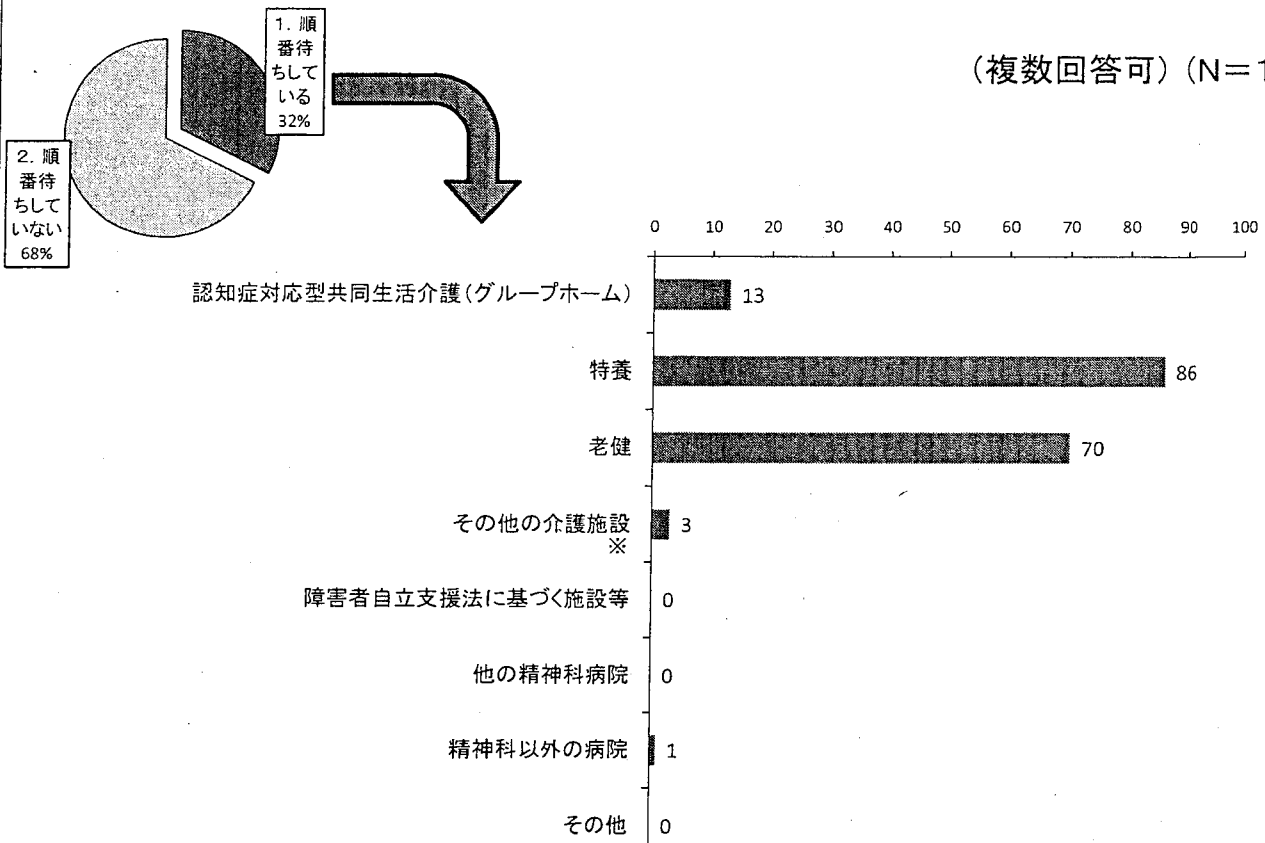 1. 順
番待
ちして
いる
32%
(複数回答可) (N=1
2. 順
番待
ちして
いない
68%
0 10 20 30 40 50 60 70 80 90 100
認知症対応型共同生活介護(グループホーム) 13
特養 86
老健 70
その他の介護施設 3
※
障害者自立支援法に基づく施設等 0
他の精神科病院 0
精神科以外の病院 1
その他 0